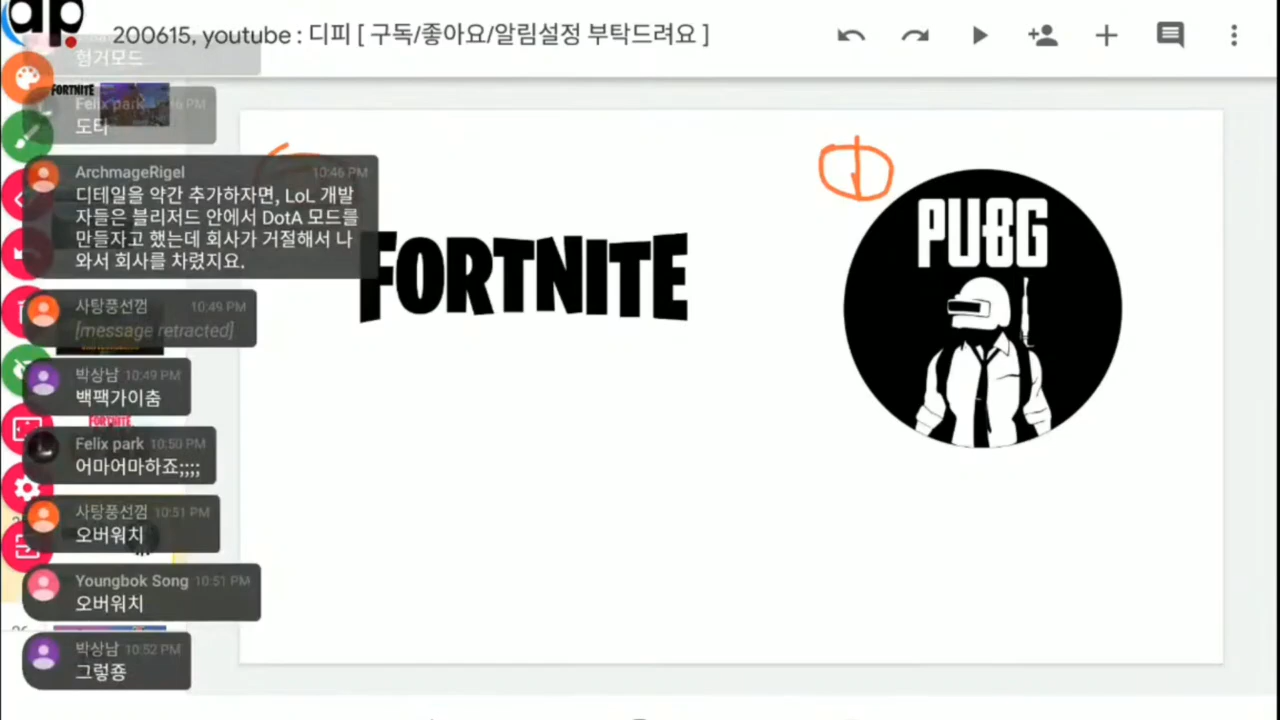 dp
200615, youtube : 디피 [ 구독/좋아요/알림설정 부탁드려요 ]
헝거모드
FORTNITE
Felix park
도타
ArchmageRigel 10:46 PM
디테일을 약간 추가하자면, LoL 개발
자들은 블리저드 안에서 DotA 모드를
만들자고 했는데 회사가 거절해서 나
와서 회사를 차렸지요.
사탕풍선껌 10:49 PM
[message retracted]
박상남 10:49 PM
백팩가이춤
FORTNITE
Felix park 10:50 PM
어마어마하죠;;;;
사탕풍선껌 10:51 PM
오버워치
Youngbok Song 10:51 PM
오버워치
박상남 10:52 PM
그렇죵
FORTNITE
1
PUBG